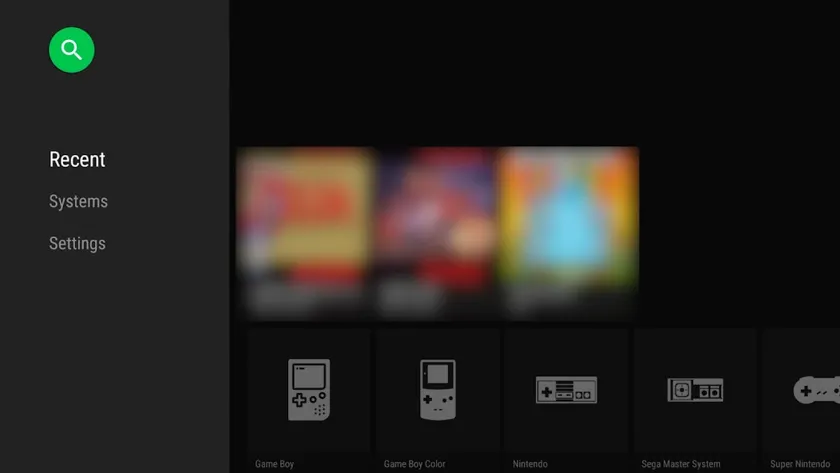 Recent
Systems
Settings
Game Boy
Game Boy Color
Nintendo
Sega Master System
Super Nintendo